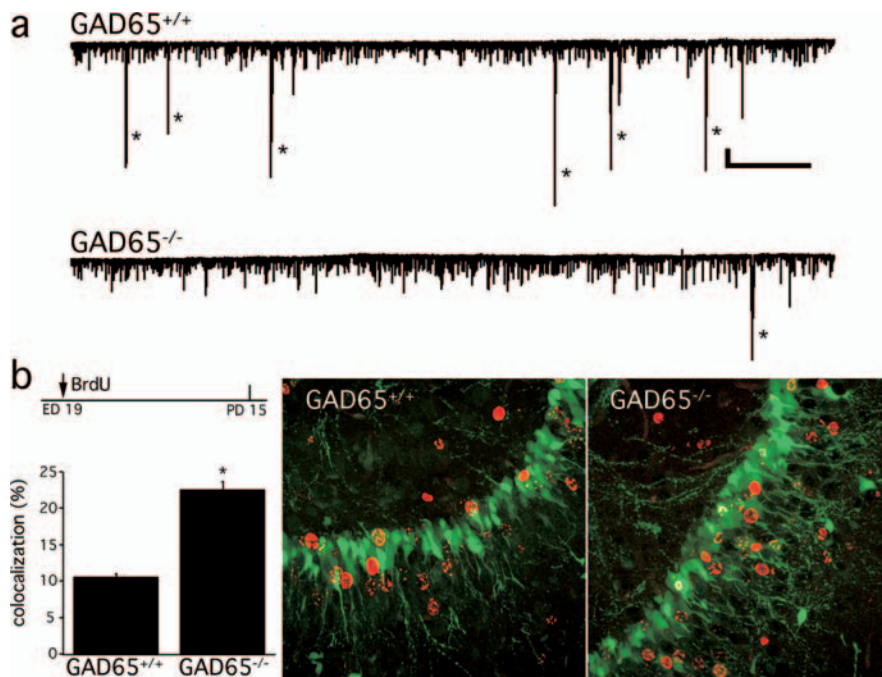 a
GAD65+/+
*
*
*
*
*
*
GAD65-/-
*
b
BrdU
ED 19
PD 15
colocalization (%)
25
20
15
10
5
0
*
GAD65+/+
GAD65-/-
GAD65+/+
GAD65-/-